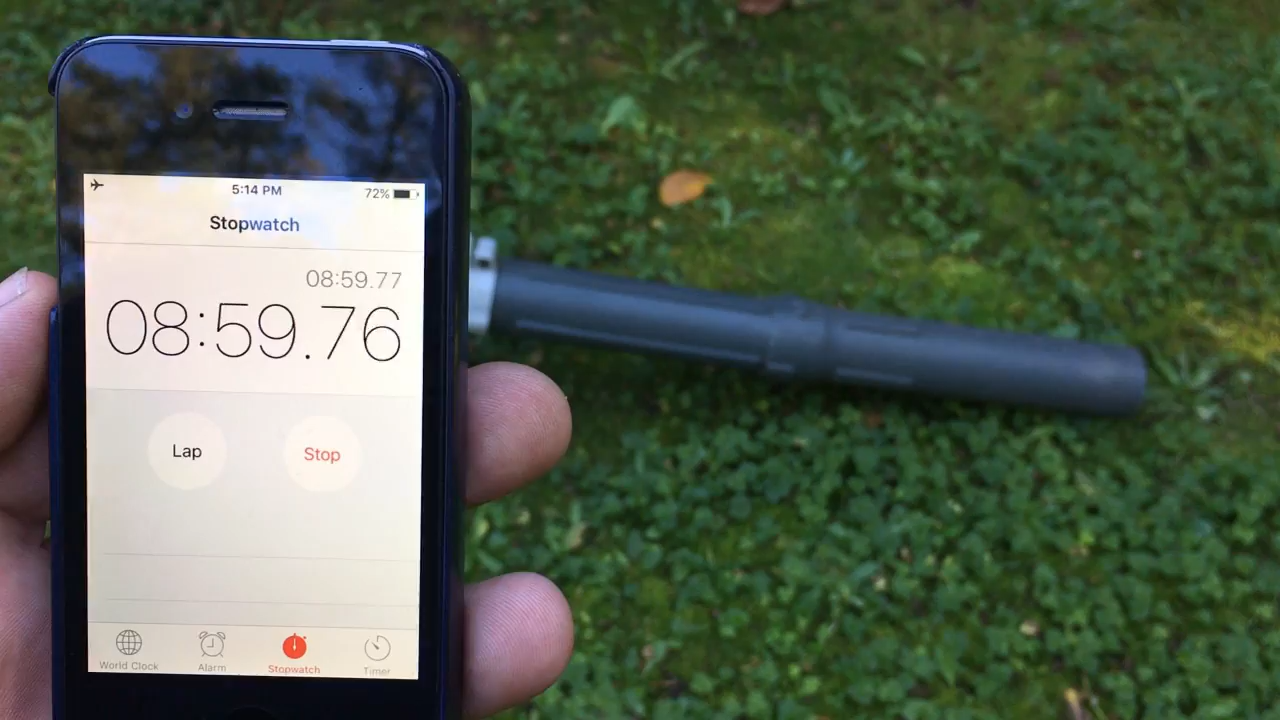 5:14 PM 72%
Stopwatch
08:59.77
08:59.76
Lap Stop
World Clock Alarm Stopwatch Timer